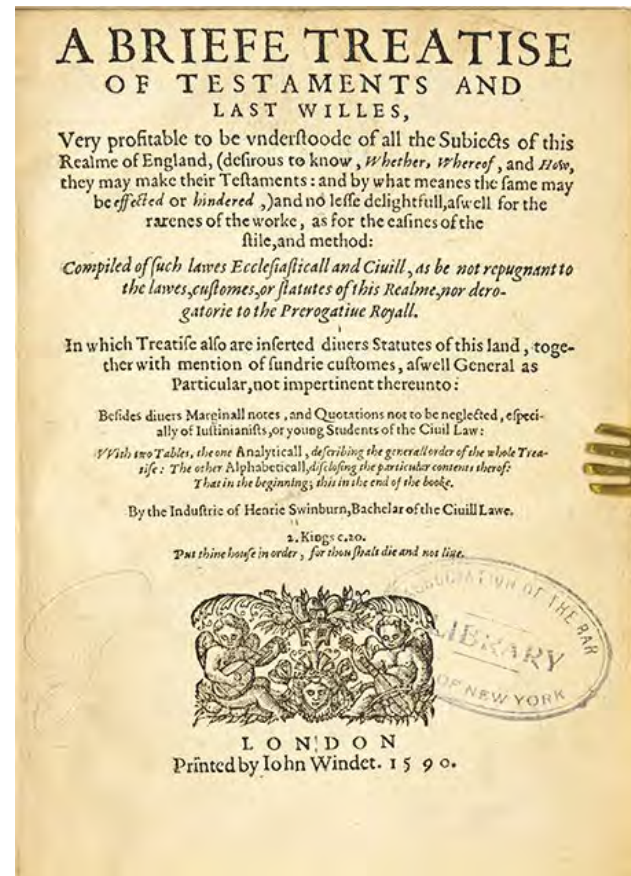 A BRIEFE TREATISE
OF TESTAMENTS AND
LAST WILLES,
Very profitable to be vnderſtoode of all the Subiects of this
Realme of England, (deſirous to know, Whether, Whereof, and How,
they may make their Teſtaments: and by what meanes the ſame may
be effected or hindered,) and no leſſe delightfull, aſwell for the
rarenes of the worke, as for the eaſines of the
ſtile, and method:
Compiled of ſuch lawes Eccleſiaſticall and Ciuill, as be not repugnant to
the lawes, cuſtomes, or ſtatutes of this Realme, nor dero-
gatorie to the Prerogatiue Royall.
In which Treatiſe alſo are inſerted diuers Statutes of this land, toge-
ther with mention of ſundrie cuſtomes, aſwell General as
Particular, not impertinent thereunto:
Beſides diuers Marginall notes, and Quotations not to be neglected, eſpeci-
ally of Iuſtinianiſts, or young Students of the Ciuil Law:
VVith two Tables, the one Analyticall, deſcribing the generall order of the whole Trea-
tiſe: The other Alphabeticall, diſcloſing the particular contents therof:
That in the beginning; this in the end of the booke.
By the Induſtrie of Henrie Swinburn, Bachelar of the Ciuill Lawe.
2. Kings c. 20.
Put thine houſe in order, for thou ſhalt die and not liue.
ASSOCIATION OF THE BAR
LIBRARY
OF NEW YORK
LONDON
Printed by Iohn Windet. 1590.